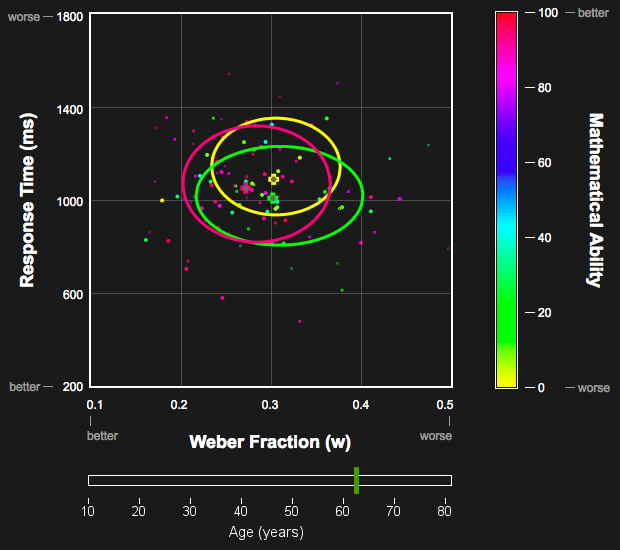 worse
1800
1400
1000
600
better
200
Response Time (ms)
0.1
0.2
0.3
0.4
0.5
better
worse
Weber Fraction (w)
100
better
80
60
40
20
0
worse
Mathematical Ability
10
20
30
40
50
60
70
80
Age (years)